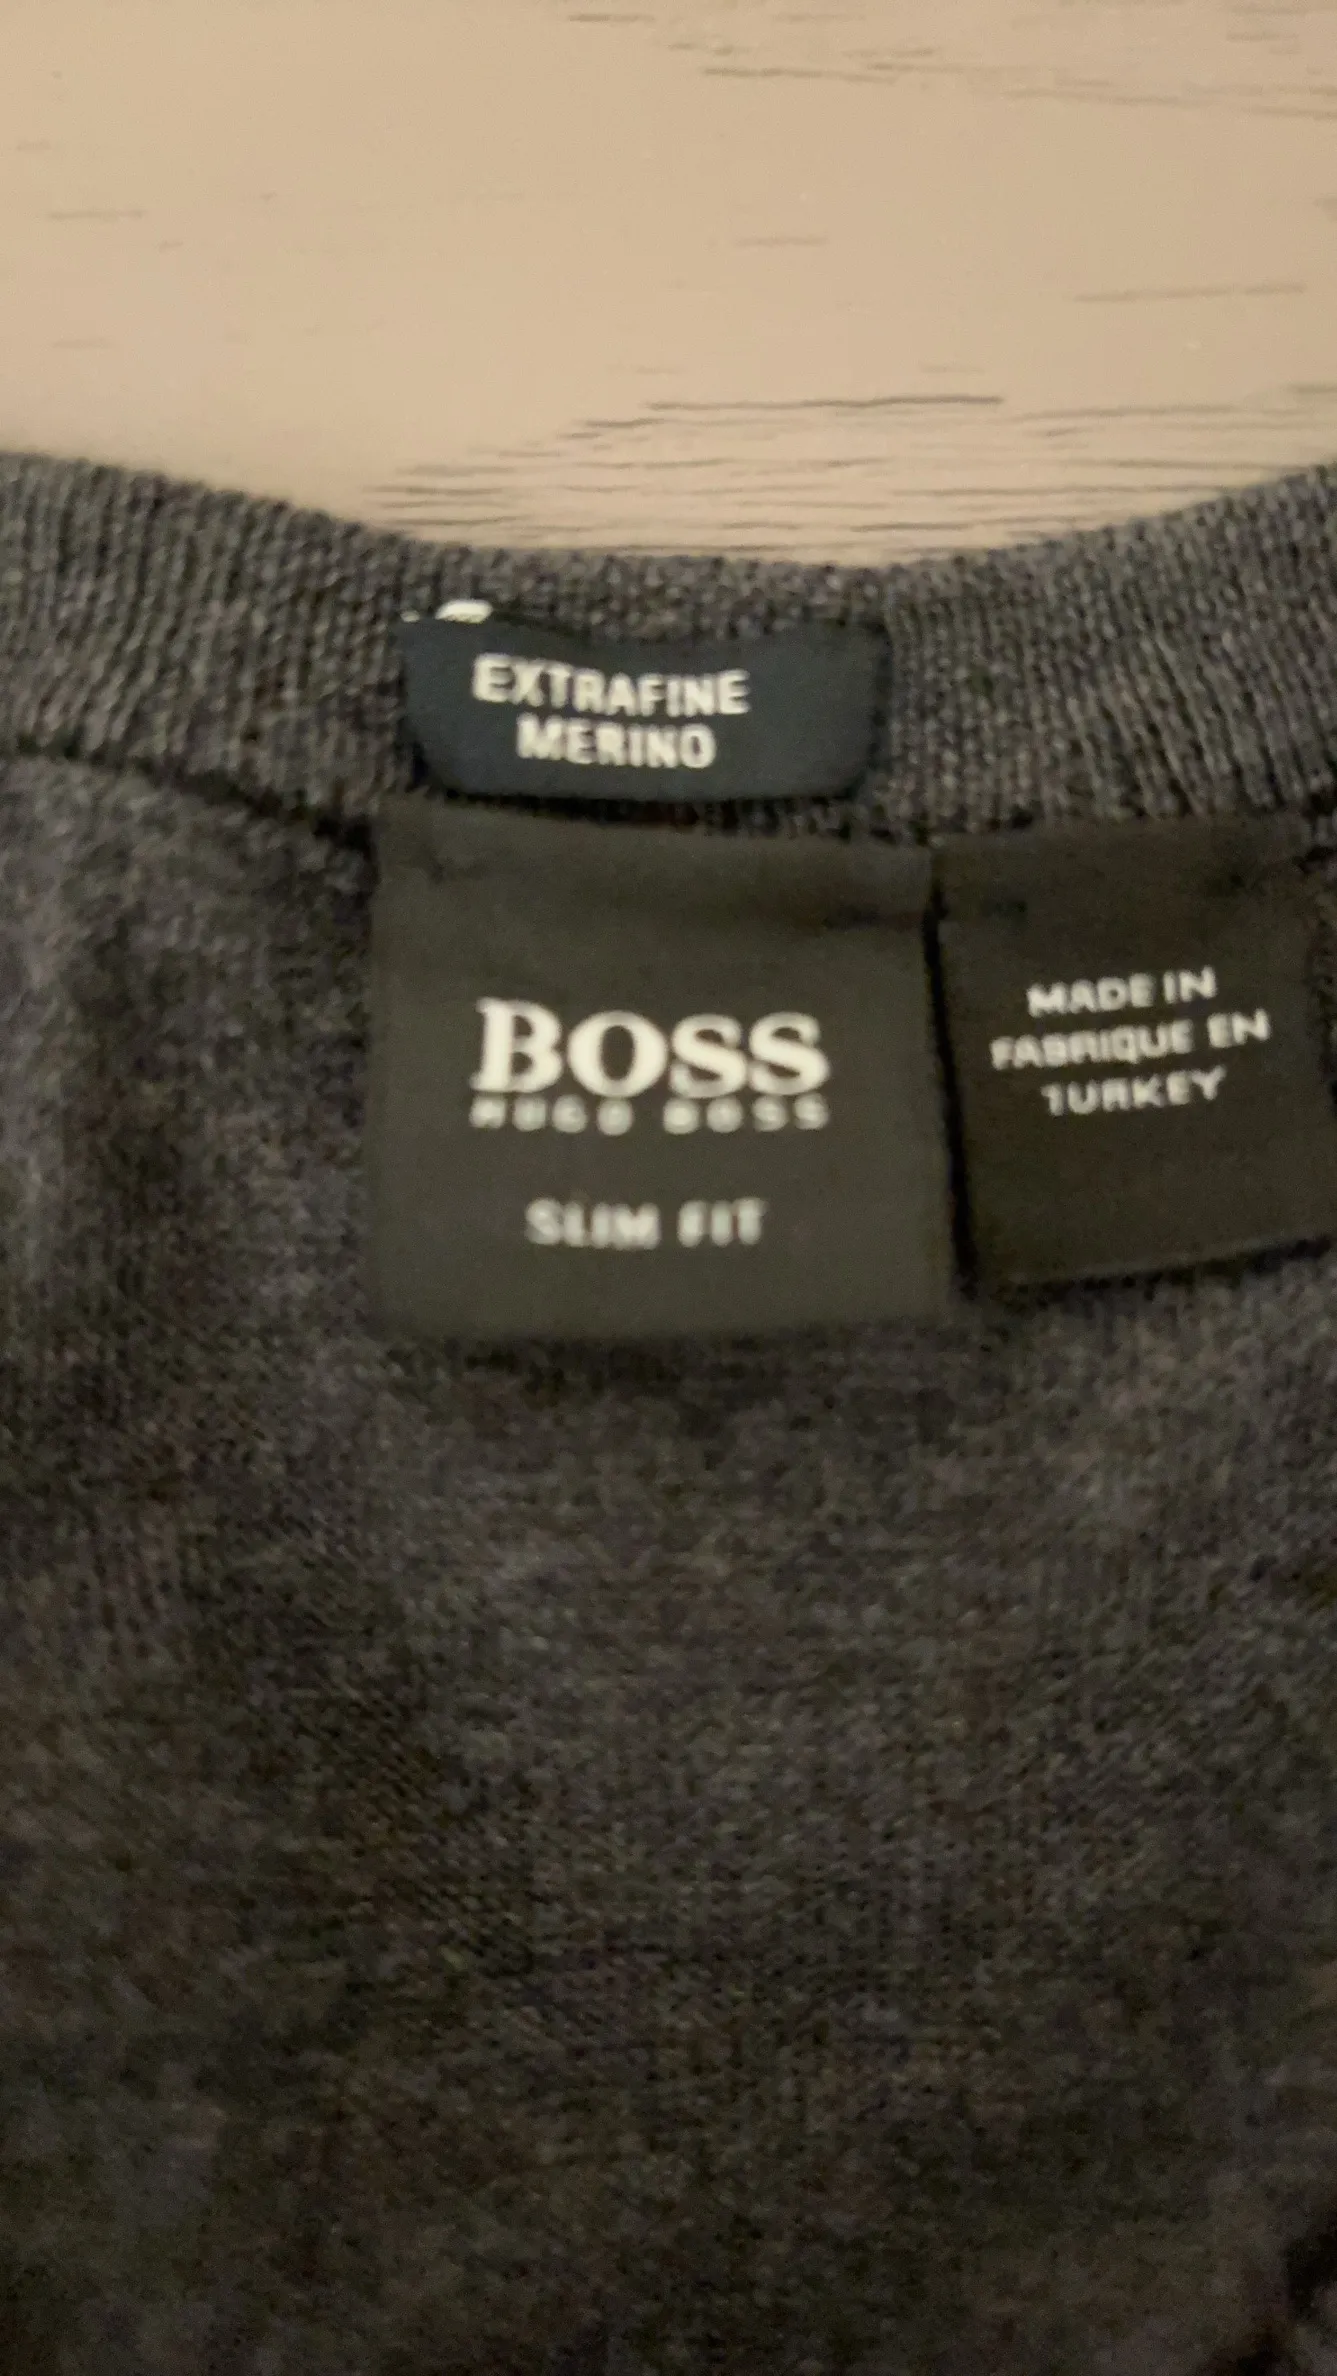 EXTRAFINE
MERINO
BOSS
HUGO BOSS
SLIM FIT
MADE IN
FABRIQUE EN
TURKEY